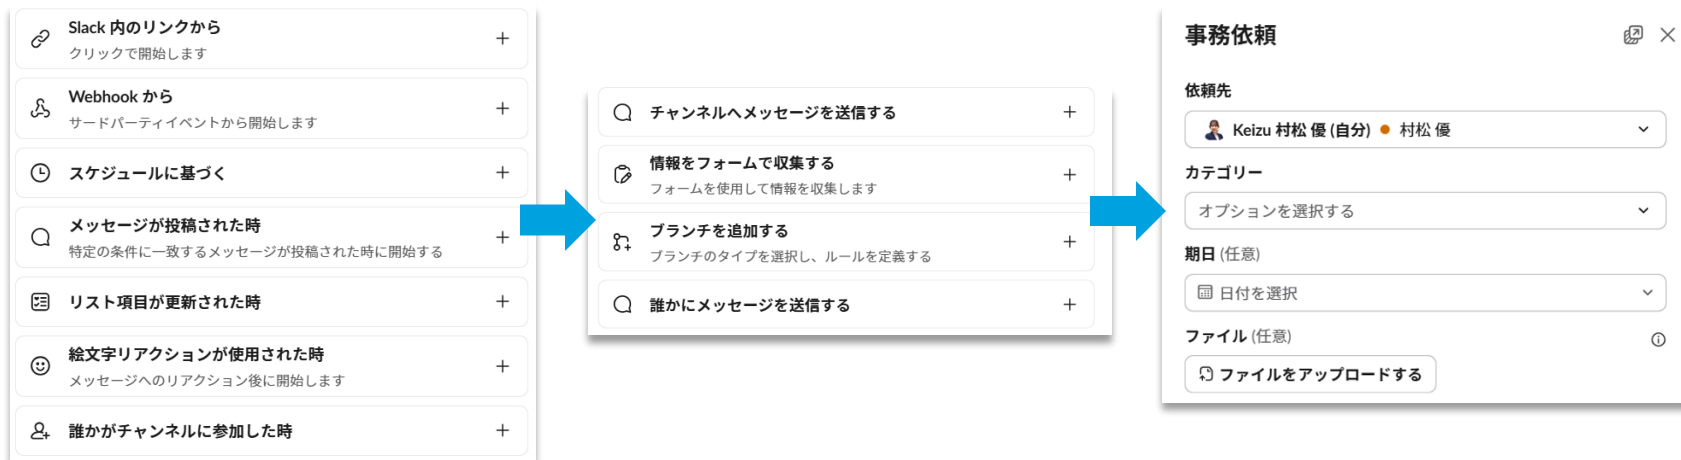 Slack 内のリンクから
クリックで開始します
Webhook から
サードパーティイベントから開始します
スケジュールに基づく
メッセージが投稿された時
特定の条件に一致するメッセージが投稿された時に開始する
リスト項目が更新された時
絵文字リアクションが使用された時
メッセージへのリアクション後に開始します
誰かがチャンネルに参加した時
チャンネルへメッセージを送信する
情報をフォームで収集する
フォームを使用して情報を収集します
ブランチを追加する
ブランチのタイプを選択し、ルールを定義する
誰かにメッセージを送信する
事務依頼
依頼先
Keizu 村松 優 (自分) 村松 優
カテゴリー
オプションを選択する
期日 (任意)
日付を選択
ファイル (任意)
ファイルをアップロードする